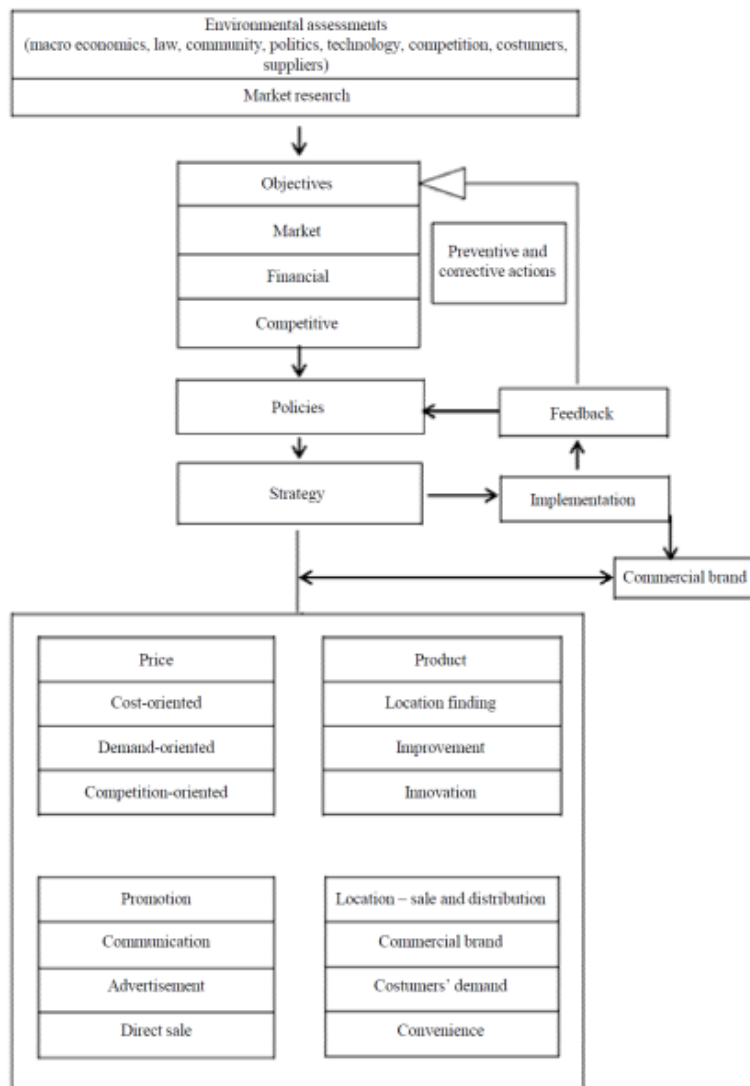 Environmental assessments
(macro economics, law, community, politics, technology, competition, costumers,
suppliers)
Market research
Objectives
Market
Financial
Competitive
Preventive and
corrective actions
Policies
Feedback
Strategy
Implementation
Commercial brand
Price
Cost-oriented
Demand-oriented
Competition-oriented
Product
Location finding
Improvement
Innovation
Promotion
Communication
Advertisement
Direct sale
Location – sale and distribution
Commercial brand
Costumers’ demand
Convenience